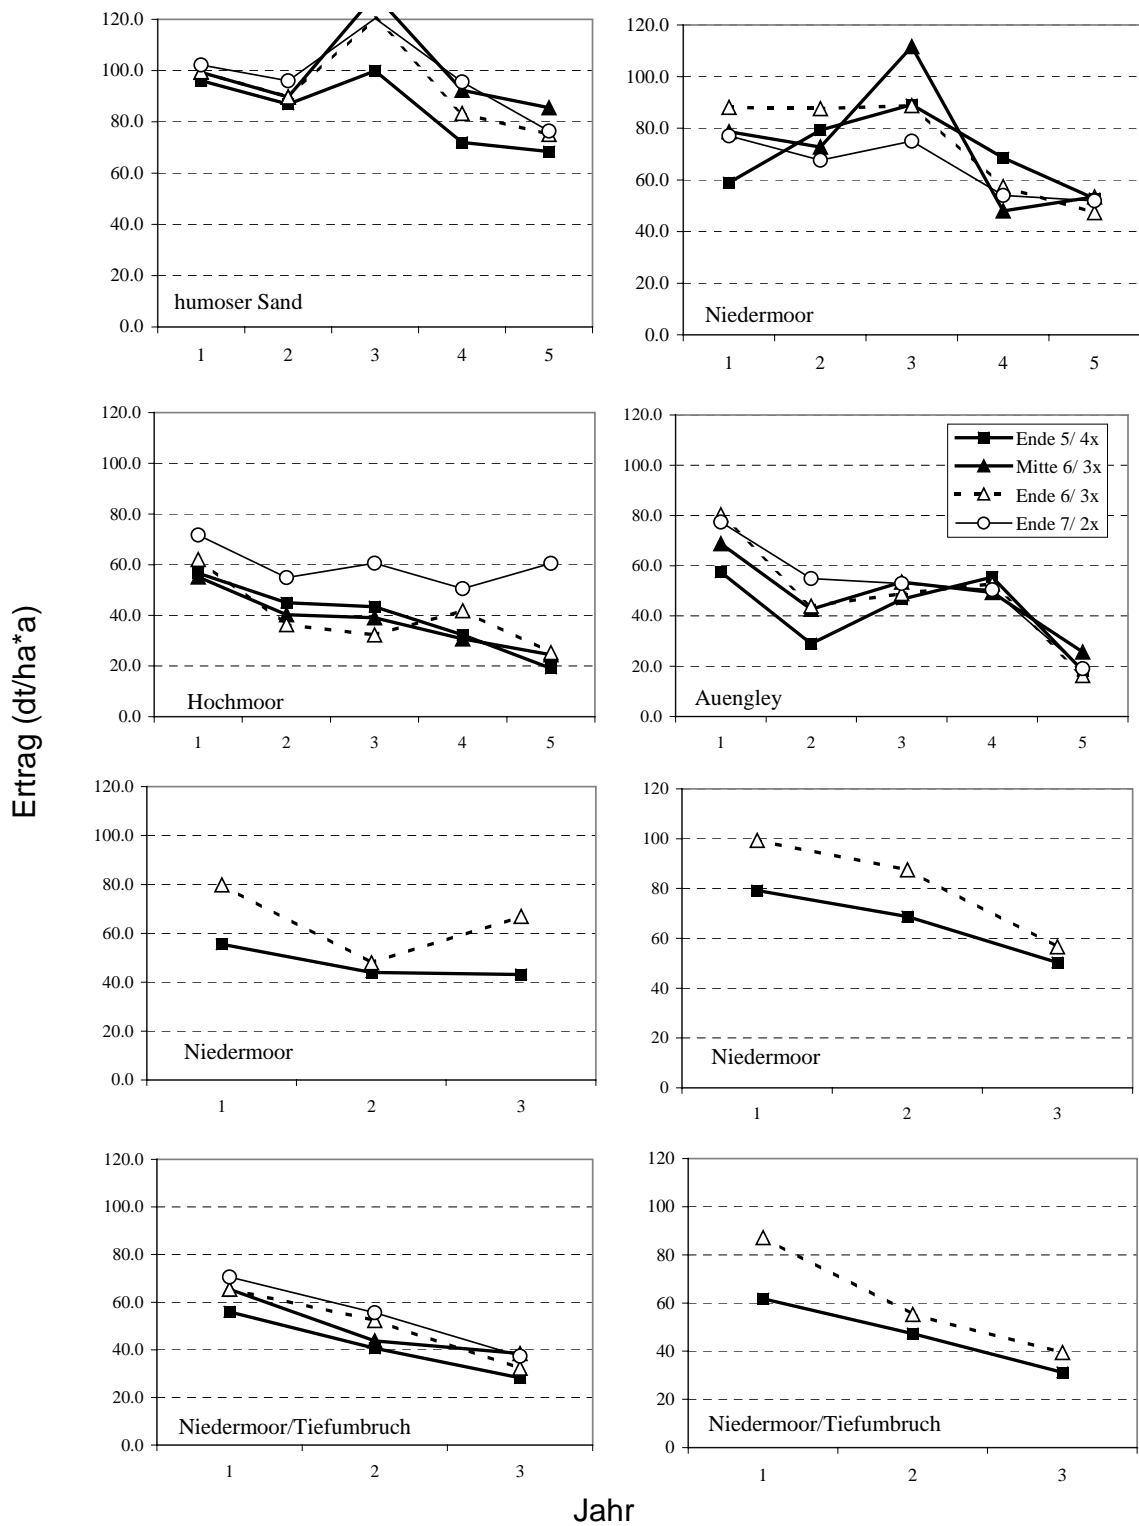 120.0
100.0
80.0
60.0
40.0
20.0
0.0
humoser Sand
1 2 3 4 5
120.0
100.0
80.0
60.0
40.0
20.0
0.0
Niedermoor
1 2 3 4 5
120.0
100.0
80.0
60.0
40.0
20.0
0.0
Hochmoor
1 2 3 4 5
120.0
100.0
80.0
60.0
40.0
20.0
0.0
Ende 5/ 4x
Mitte 6/ 3x
Ende 6/ 3x
Ende 7/ 2x
Auengley
1 2 3 4 5
Ertrag (dt/ha*a)
120.0
100.0
80.0
60.0
40.0
20.0
0.0
Niedermoor
1 2 3
120
100
80
60
40
20
0
Niedermoor
1 2 3
120.0
100.0
80.0
60.0
40.0
20.0
0.0
Niedermoor/Tiefumbruch
1 2 3
120
100
80
60
40
20
0
Niedermoor/Tiefumbruch
1 2 3
Jahr